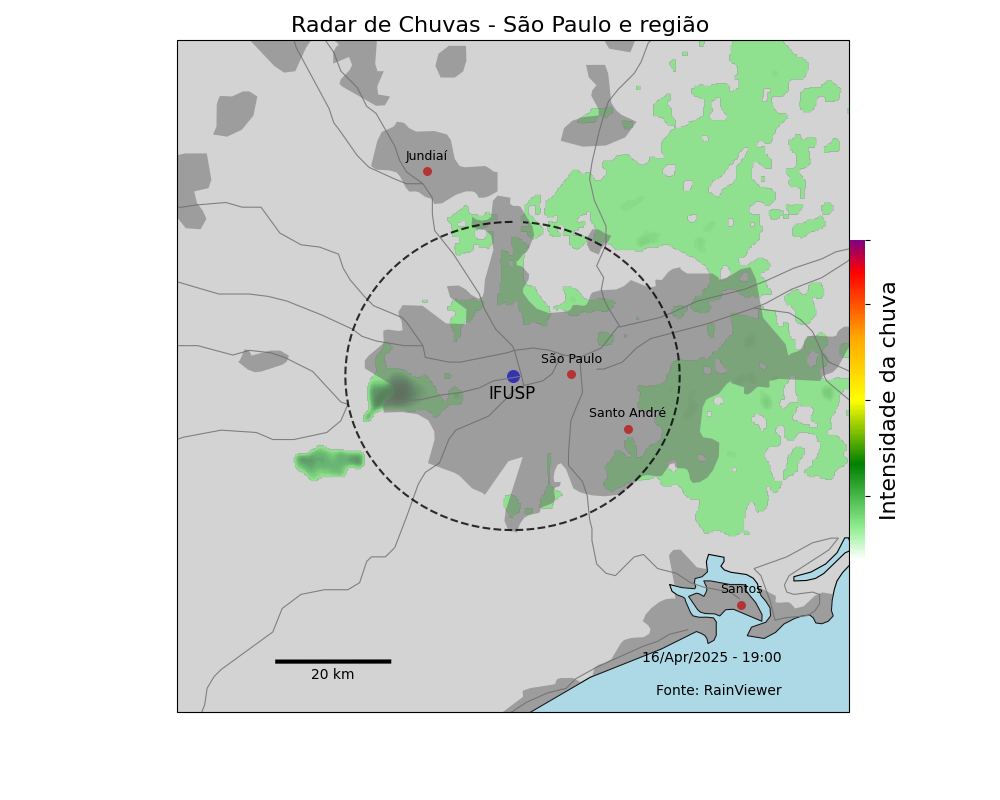 Radar de Chuvas - São Paulo e região
Jundiaí
São Paulo
IFUSP
Santo André
Intensidade da chuva
Santos
16/Apr/2025 - 19:00
20 km
Fonte: RainViewer